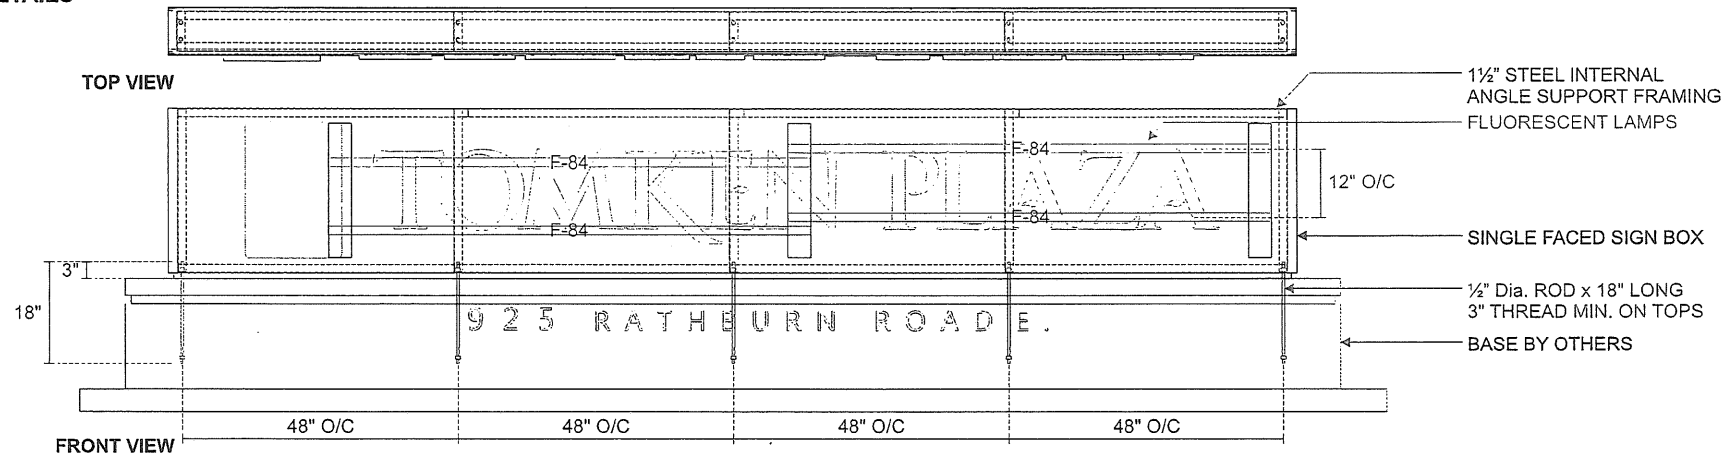 TOP VIEW
1½" STEEL INTERNAL
ANGLE SUPPORT FRAMING
FLUORESCENT LAMPS
F-84
F-84
TOMKEN PLAZA
12" O/C
F-84
F-84
SINGLE FACED SIGN BOX
3"
18"
½" Dia. ROD x 18" LONG
3" THREAD MIN. ON TOPS
925 RATHBURN ROAD E.
BASE BY OTHERS
48" O/C
48" O/C
48" O/C
48" O/C
FRONT VIEW